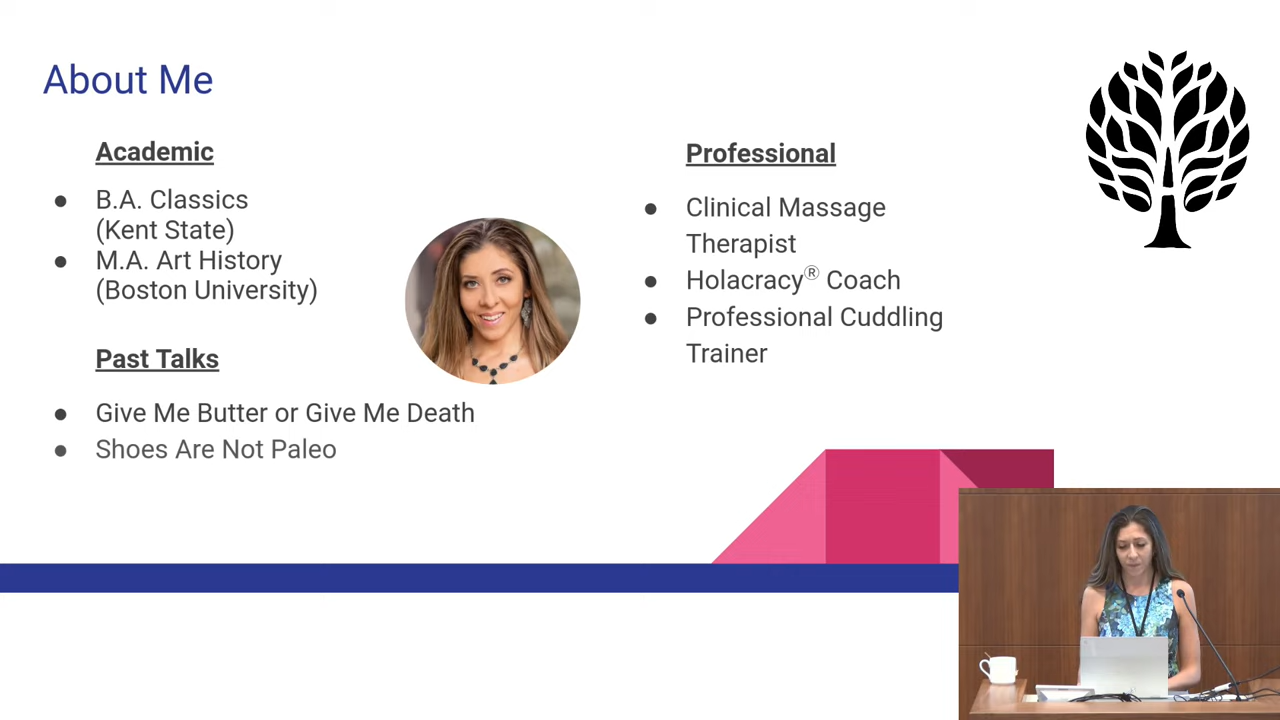 About Me
Academic
● B.A. Classics
(Kent State)
● M.A. Art History
(Boston University)
Past Talks
● Give Me Butter or Give Me Death
● Shoes Are Not Paleo
Professional
● Clinical Massage
Therapist
● Holacracy® Coach
● Professional Cuddling
Trainer